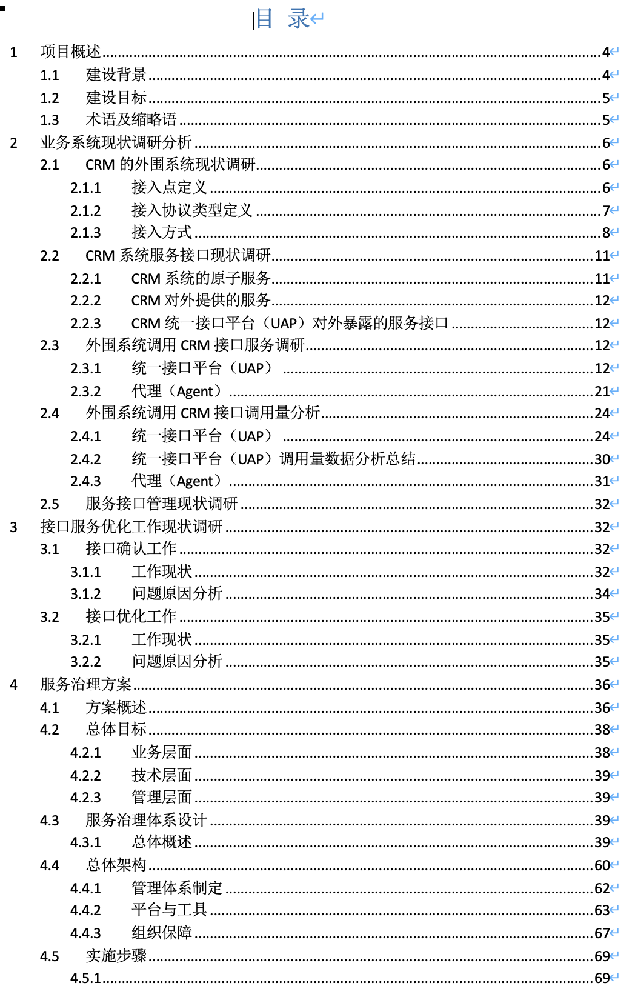 目 录
1 项目概述 4
1.1 建设背景 4
1.2 建设目标 5
1.3 术语及缩略语 5
2 业务系统现状调研分析 6
2.1 CRM 的外围系统现状调研 6
2.1.1 接入点定义 6
2.1.2 接入协议类型定义 7
2.1.3 接入方式 8
2.2 CRM 系统服务接口现状调研 11
2.2.1 CRM 系统的原子服务 11
2.2.2 CRM 对外提供的服务 12
2.2.3 CRM 统一接口平台（UAP）对外暴露的服务接口 12
2.3 外围系统调用 CRM 接口服务调研 12
2.3.1 统一接口平台（UAP） 12
2.3.2 代理（Agent） 21
2.4 外围系统调用 CRM 接口调用量分析 24
2.4.1 统一接口平台（UAP） 24
2.4.2 统一接口平台（UAP）调用量数据分析总结 30
2.4.3 代理（Agent） 31
2.5 服务接口管理现状调研 32
3 接口服务优化工作现状调研 32
3.1 接口确认工作 32
3.1.1 工作现状 32
3.1.2 问题原因分析 34
3.2 接口优化工作 35
3.2.1 工作现状 35
3.2.2 问题原因分析 35
4 服务治理方案 36
4.1 方案概述 36
4.2 总体目标 38
4.2.1 业务层面 38
4.2.2 技术层面 39
4.2.3 管理层面 39
4.3 服务治理体系设计 39
4.3.1 总体概述 39
4.4 总体架构 60
4.4.1 管理体系制定 62
4.4.2 平台与工具 63
4.4.3 组织保障 67
4.5 实施步骤 69
4.5.1 69